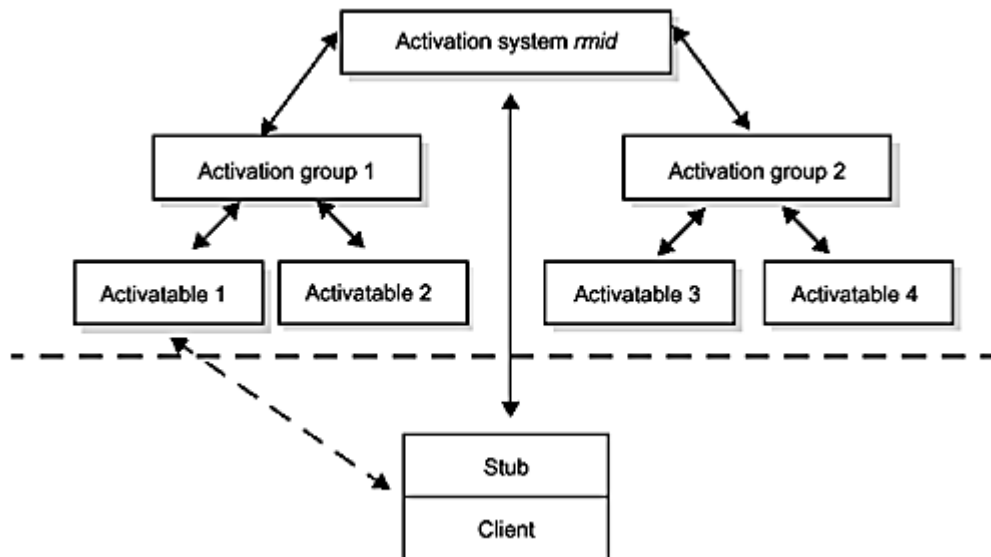 Activation system rmid
Activation group 1
Activation group 2
Activatable 1
Activatable 2
Activatable 3
Activatable 4
Stub
Client